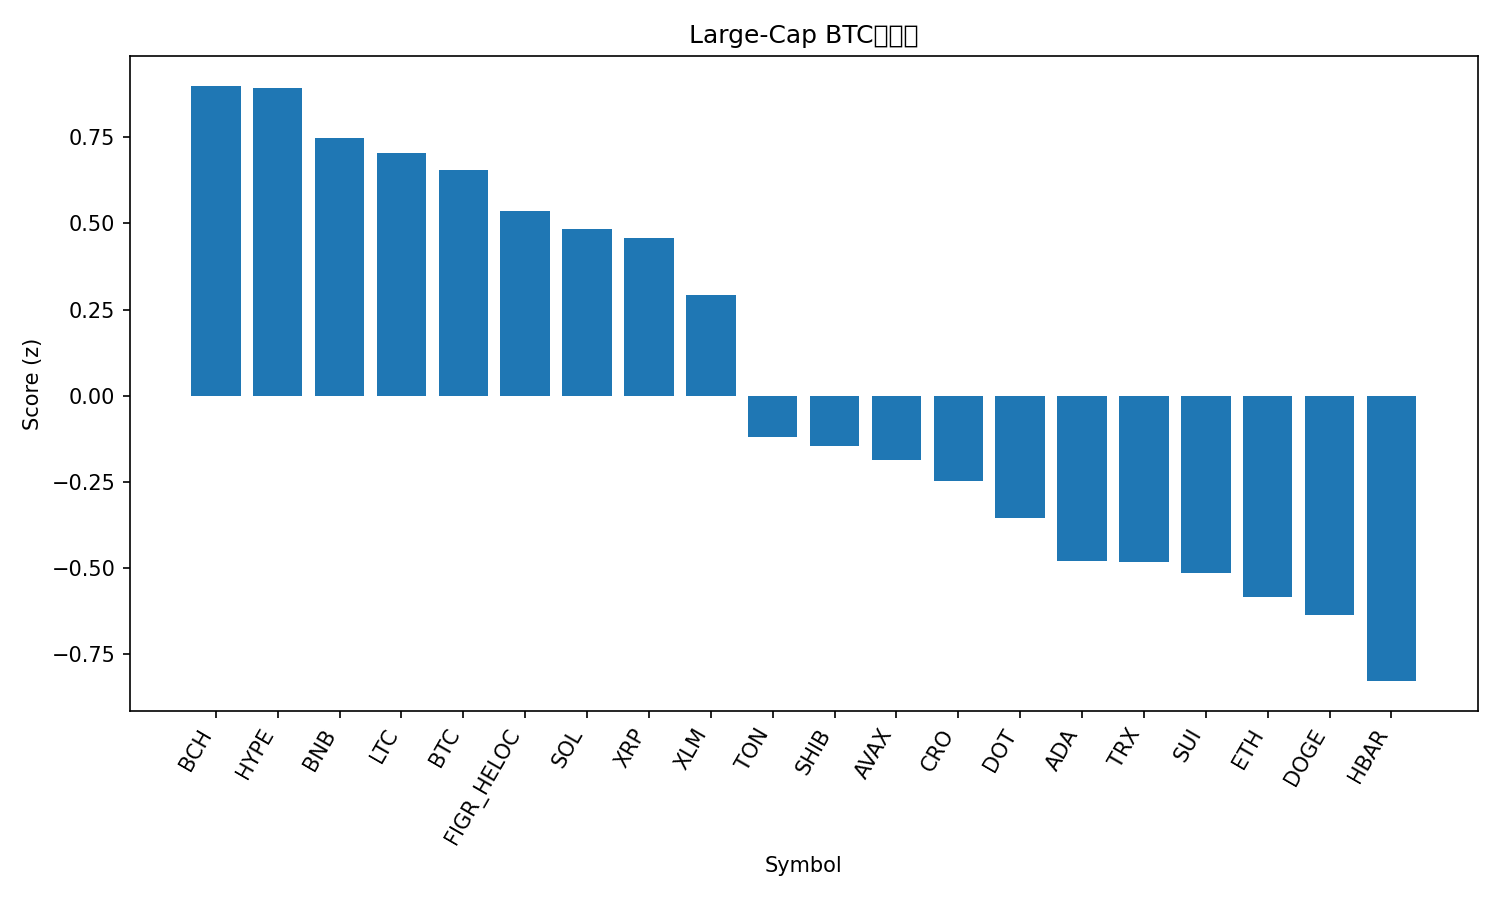 Large-Cap BTC
Score (z)
0.75
0.50
0.25
0.00
−0.25
−0.50
−0.75
BCH
HYPE
BNB
LTC
BTC
FIGR_HELOC
SOL
XRP
XLM
TON
SHIB
AVAX
CRO
DOT
ADA
TRX
SUI
ETH
DOGE
HBAR
Symbol